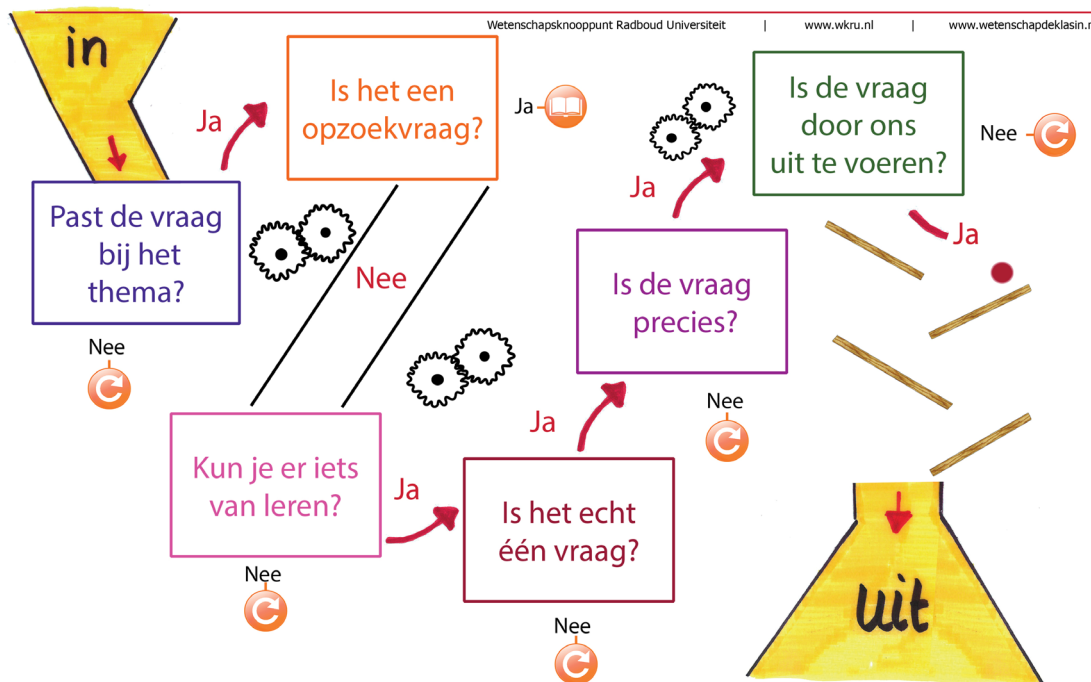 Wetenschapsknooppunt Radboud Universiteit | www.wkru.nl | www.wetenschapdeklasin.n
in
Past de vraag
bij het
thema?
Nee
Ja
Is het een
opzoekvraag?
Ja
Nee
Kun je er iets
van leren?
Nee
Ja
Is het echt
één vraag?
Nee
Ja
Is de vraag
precies?
Nee
Ja
Is de vraag
door ons
uit te voeren?
Nee
Ja
uit